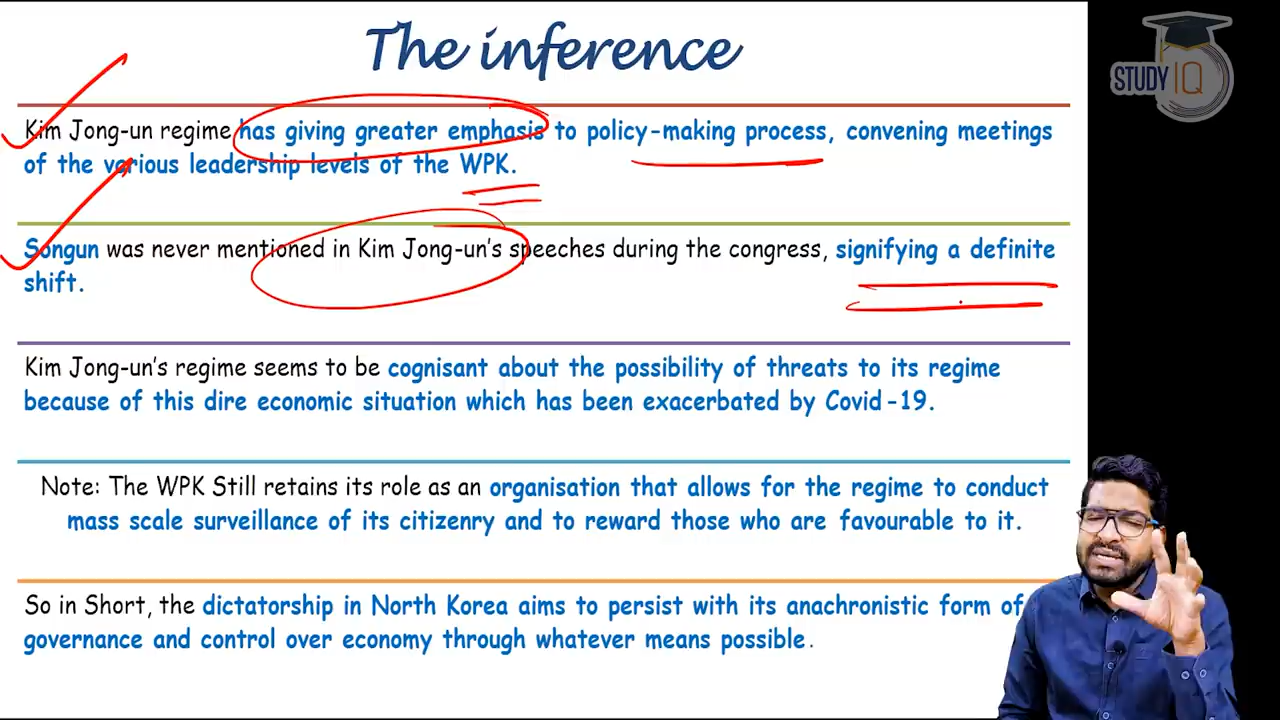 The inference
STUDY IQ
Kim Jong-un regime has giving greater emphasis to policy-making process, convening meetings
of the various leadership levels of the WPK.
Songun was never mentioned in Kim Jong-un's speeches during the congress, signifying a definite
shift.
Kim Jong-un's regime seems to be cognisant about the possibility of threats to its regime
because of this dire economic situation which has been exacerbated by Covid-19.
Note: The WPK Still retains its role as an organisation that allows for the regime to conduct
mass scale surveillance of its citizenry and to reward those who are favourable to it.
So in Short, the dictatorship in North Korea aims to persist with its anachronistic form of
governance and control over economy through whatever means possible.